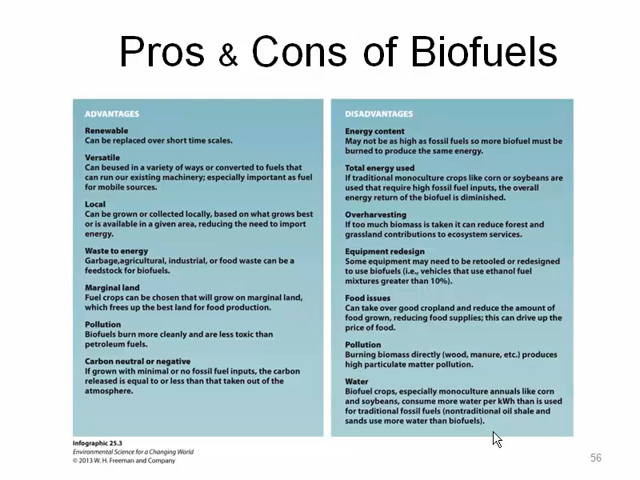 Pros & Cons of Biofuels
ADVANTAGES
Renewable
Can be replaced over short time scales.
Versatile
Can beused in a variety of ways or converted to fuels that
can run our existing machinery; especially important as fuel
for mobile sources.
Local
Can be grown or collected locally, based on what grows best
or is available in a given area, reducing the need to import
energy.
Waste to energy
Garbage,agricultural, industrial, or food waste can be a
feedstock for biofuels.
Marginal land
Fuel crops can be chosen that will grow on marginal land,
which frees up the best land for food production.
Pollution
Biofuels burn more cleanly and are less toxic than
petroleum fuels.
Carbon neutral or negative
If grown with minimal or no fossil fuel inputs, the carbon
released is equal to or less than that taken out of the
atmosphere.
DISADVANTAGES
Energy content
May not be as high as fossil fuels so more biofuel must be
burned to produce the same energy.
Total energy used
If traditional monoculture crops like corn or soybeans are
used that require high fossil fuel inputs, the overall
energy return of the biofuel is diminished.
Overharvesting
If too much biomass is taken it can reduce forest and
grassland contributions to ecosystem services.
Equipment redesign
Some equipment may need to be retooled or redesigned
to use biofuels (i.e., vehicles that use ethanol fuel
mixtures greater than 10%).
Food issues
Can take over good cropland and reduce the amount of
food grown, reducing food supplies; this can drive up the
price of food.
Pollution
Burning biomass directly (wood, manure, etc.) produces
high particulate matter pollution.
Water
Biofuel crops, especially monoculture annuals like corn
and soybeans, consume more water per kWh than is used
for traditional fossil fuels (nontraditional oil shale and
sands use more water than biofuels).
Infographic 25.3
Environmental Science for a Changing World
© 2013 W. H. Freeman and Company
56